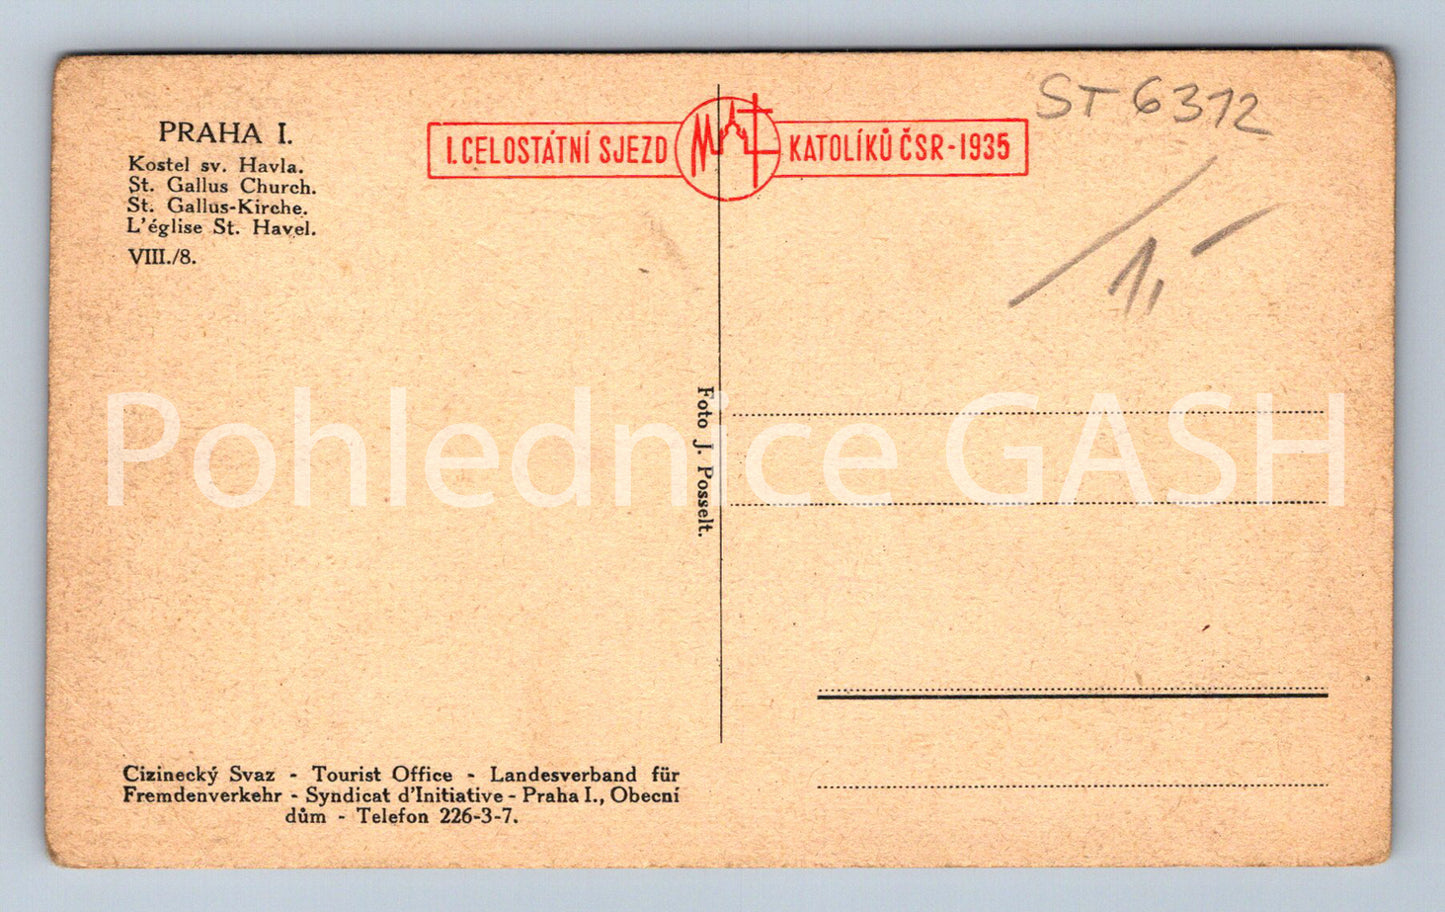 PRAHA I.
Kostel sv. Havla.
St. Gallus Church.
St. Gallus-Kirche.
L'église St. Havel.
VIII./8.
I. CELOSTÁTNÍ SJEZD KATOLÍKŮ ČSR - 1935
ST 6312
Foto J. Posselt.
Pohlednice GASH
Cizinecký Svaz - Tourist Office - Landesverband für
Fremdenverkehr - Syndicat d'Initiative - Praha I., Obecní
dům - Telefon 226-3-7.